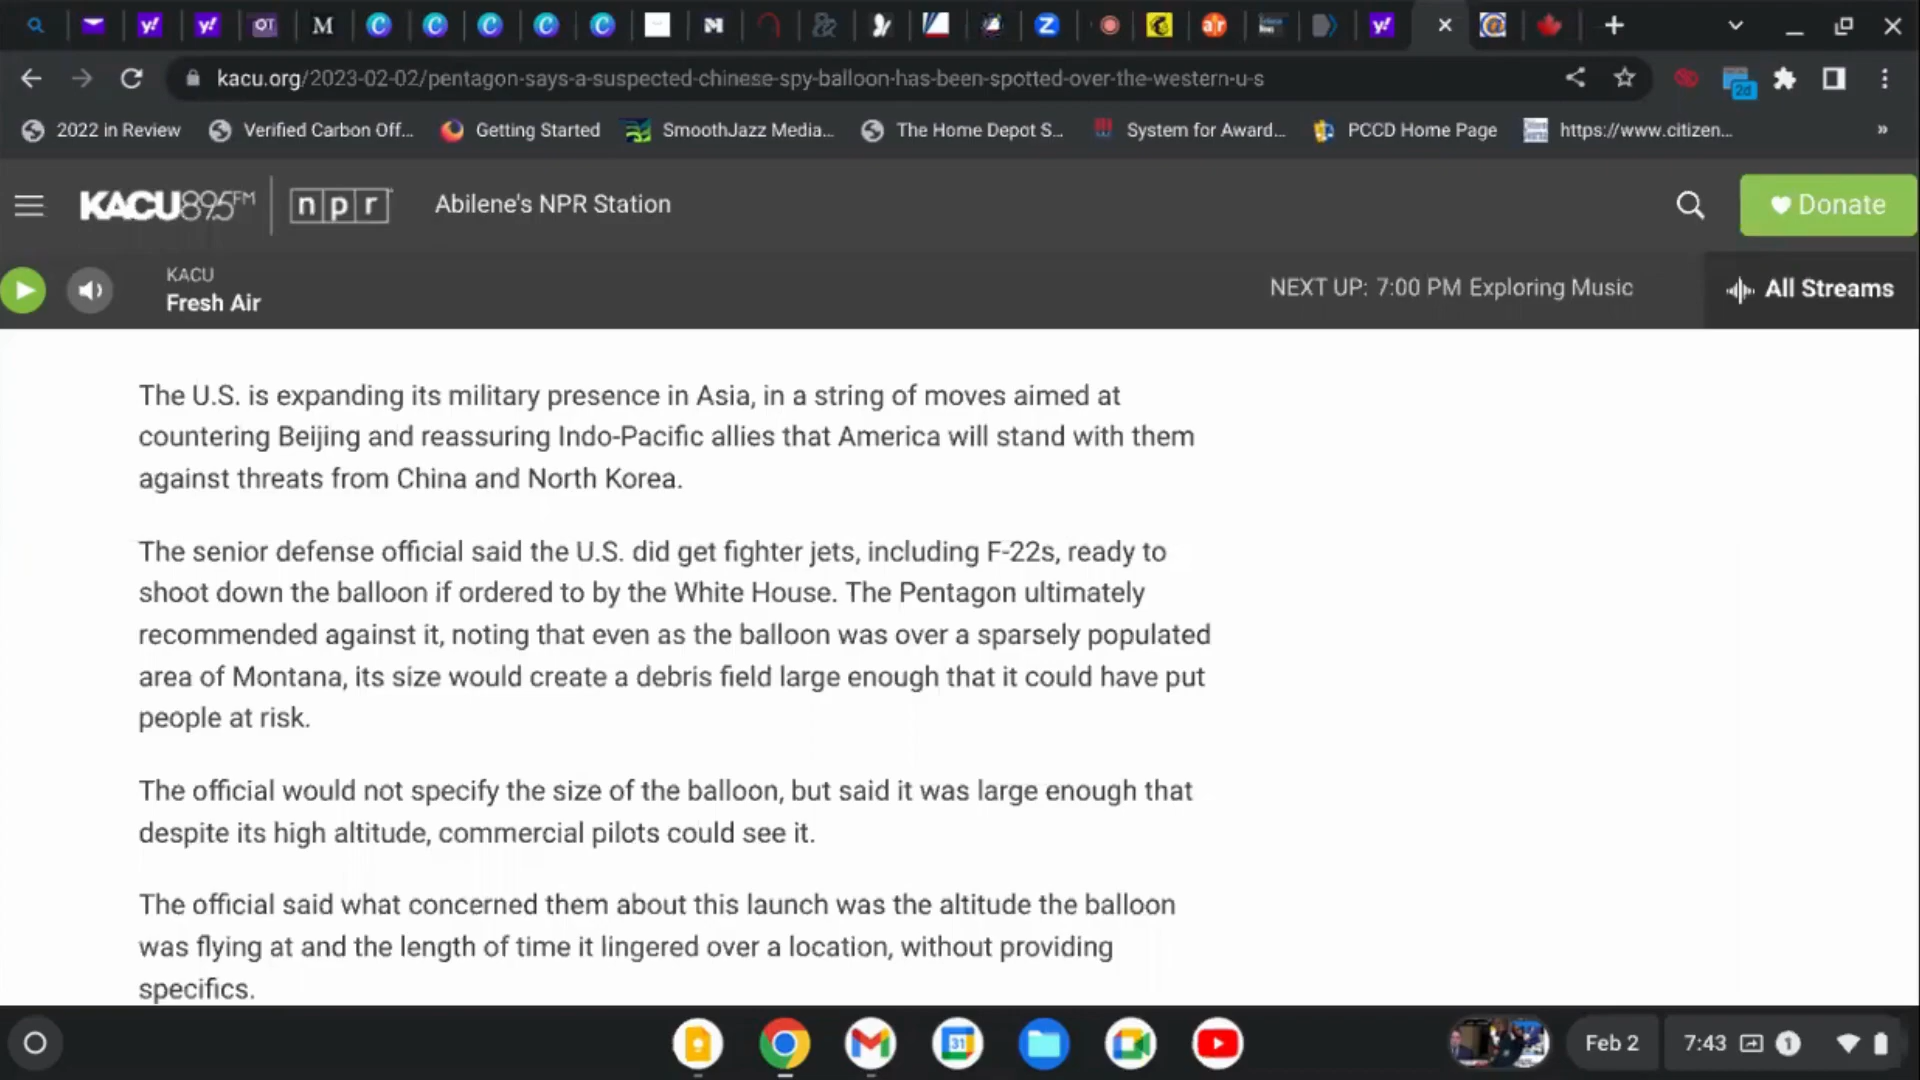 kacu.org/2023-02-02/pentagon-says-a-suspected-chinese-spy-balloon-has-been-spotted-over-the-western-u-s
2d
2022 in Review
Verified Carbon Off...
Getting Started
SmoothJazz Media...
The Home Depot S...
System for Award...
PCCD Home Page
https://www.citizen...
KACU89.5FM
npr
Abilene's NPR Station
Donate
KACU
Fresh Air
NEXT UP: 7:00 PM Exploring Music
All Streams
The U.S. is expanding its military presence in Asia, in a string of moves aimed at
countering Beijing and reassuring Indo-Pacific allies that America will stand with them
against threats from China and North Korea.
The senior defense official said the U.S. did get fighter jets, including F-22s, ready to
shoot down the balloon if ordered to by the White House. The Pentagon ultimately
recommended against it, noting that even as the balloon was over a sparsely populated
area of Montana, its size would create a debris field large enough that it could have put
people at risk.
The official would not specify the size of the balloon, but said it was large enough that
despite its high altitude, commercial pilots could see it.
The official said what concerned them about this launch was the altitude the balloon
was flying at and the length of time it lingered over a location, without providing
specifics.
31
Feb 2
7:43
1